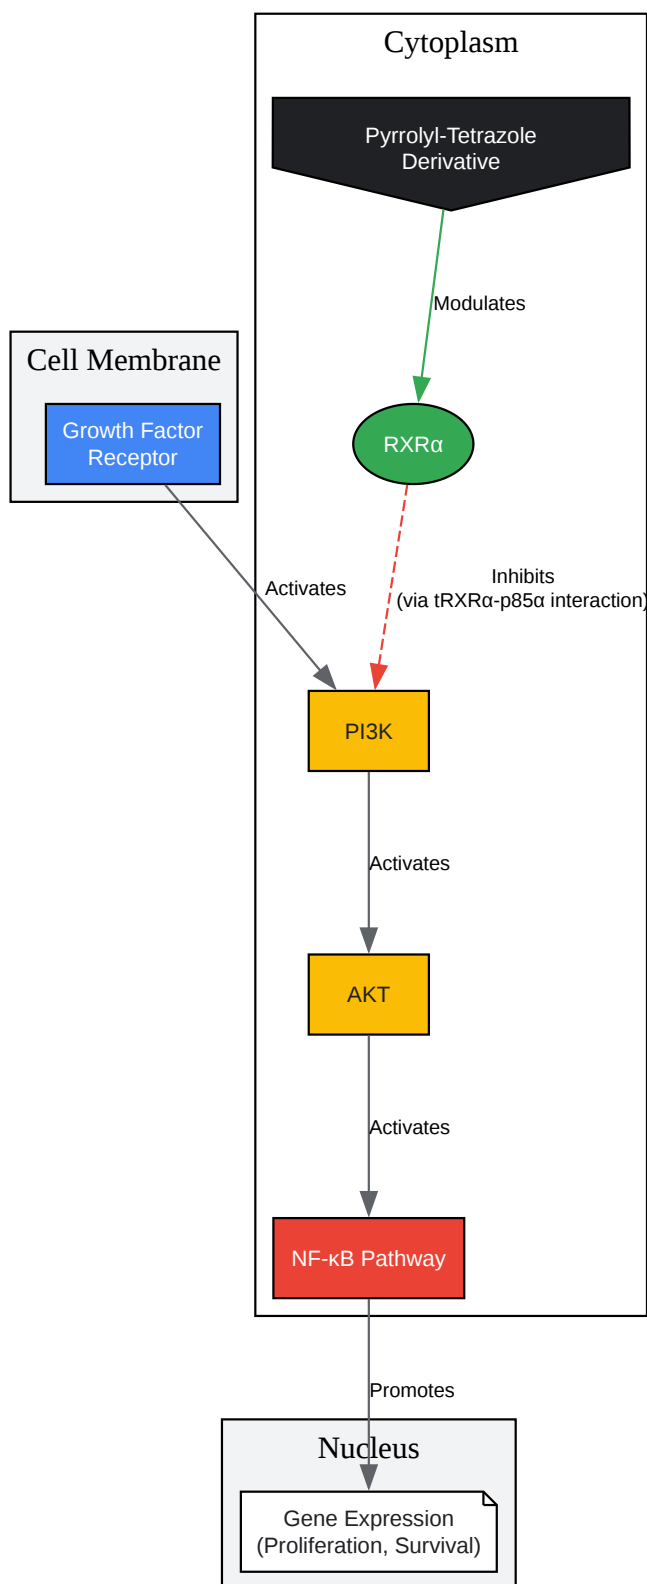 Cytoplasm
Pyrrolyl-Tetrazole
Derivative
Modulates
Cell Membrane
Growth Factor
Receptor
RXRα
Activates
Inhibits
(via tRXRα-p85α interaction)
PI3K
Activates
AKT
Activates
NF-κB Pathway
Promotes
Nucleus
Gene Expression
(Proliferation, Survival)